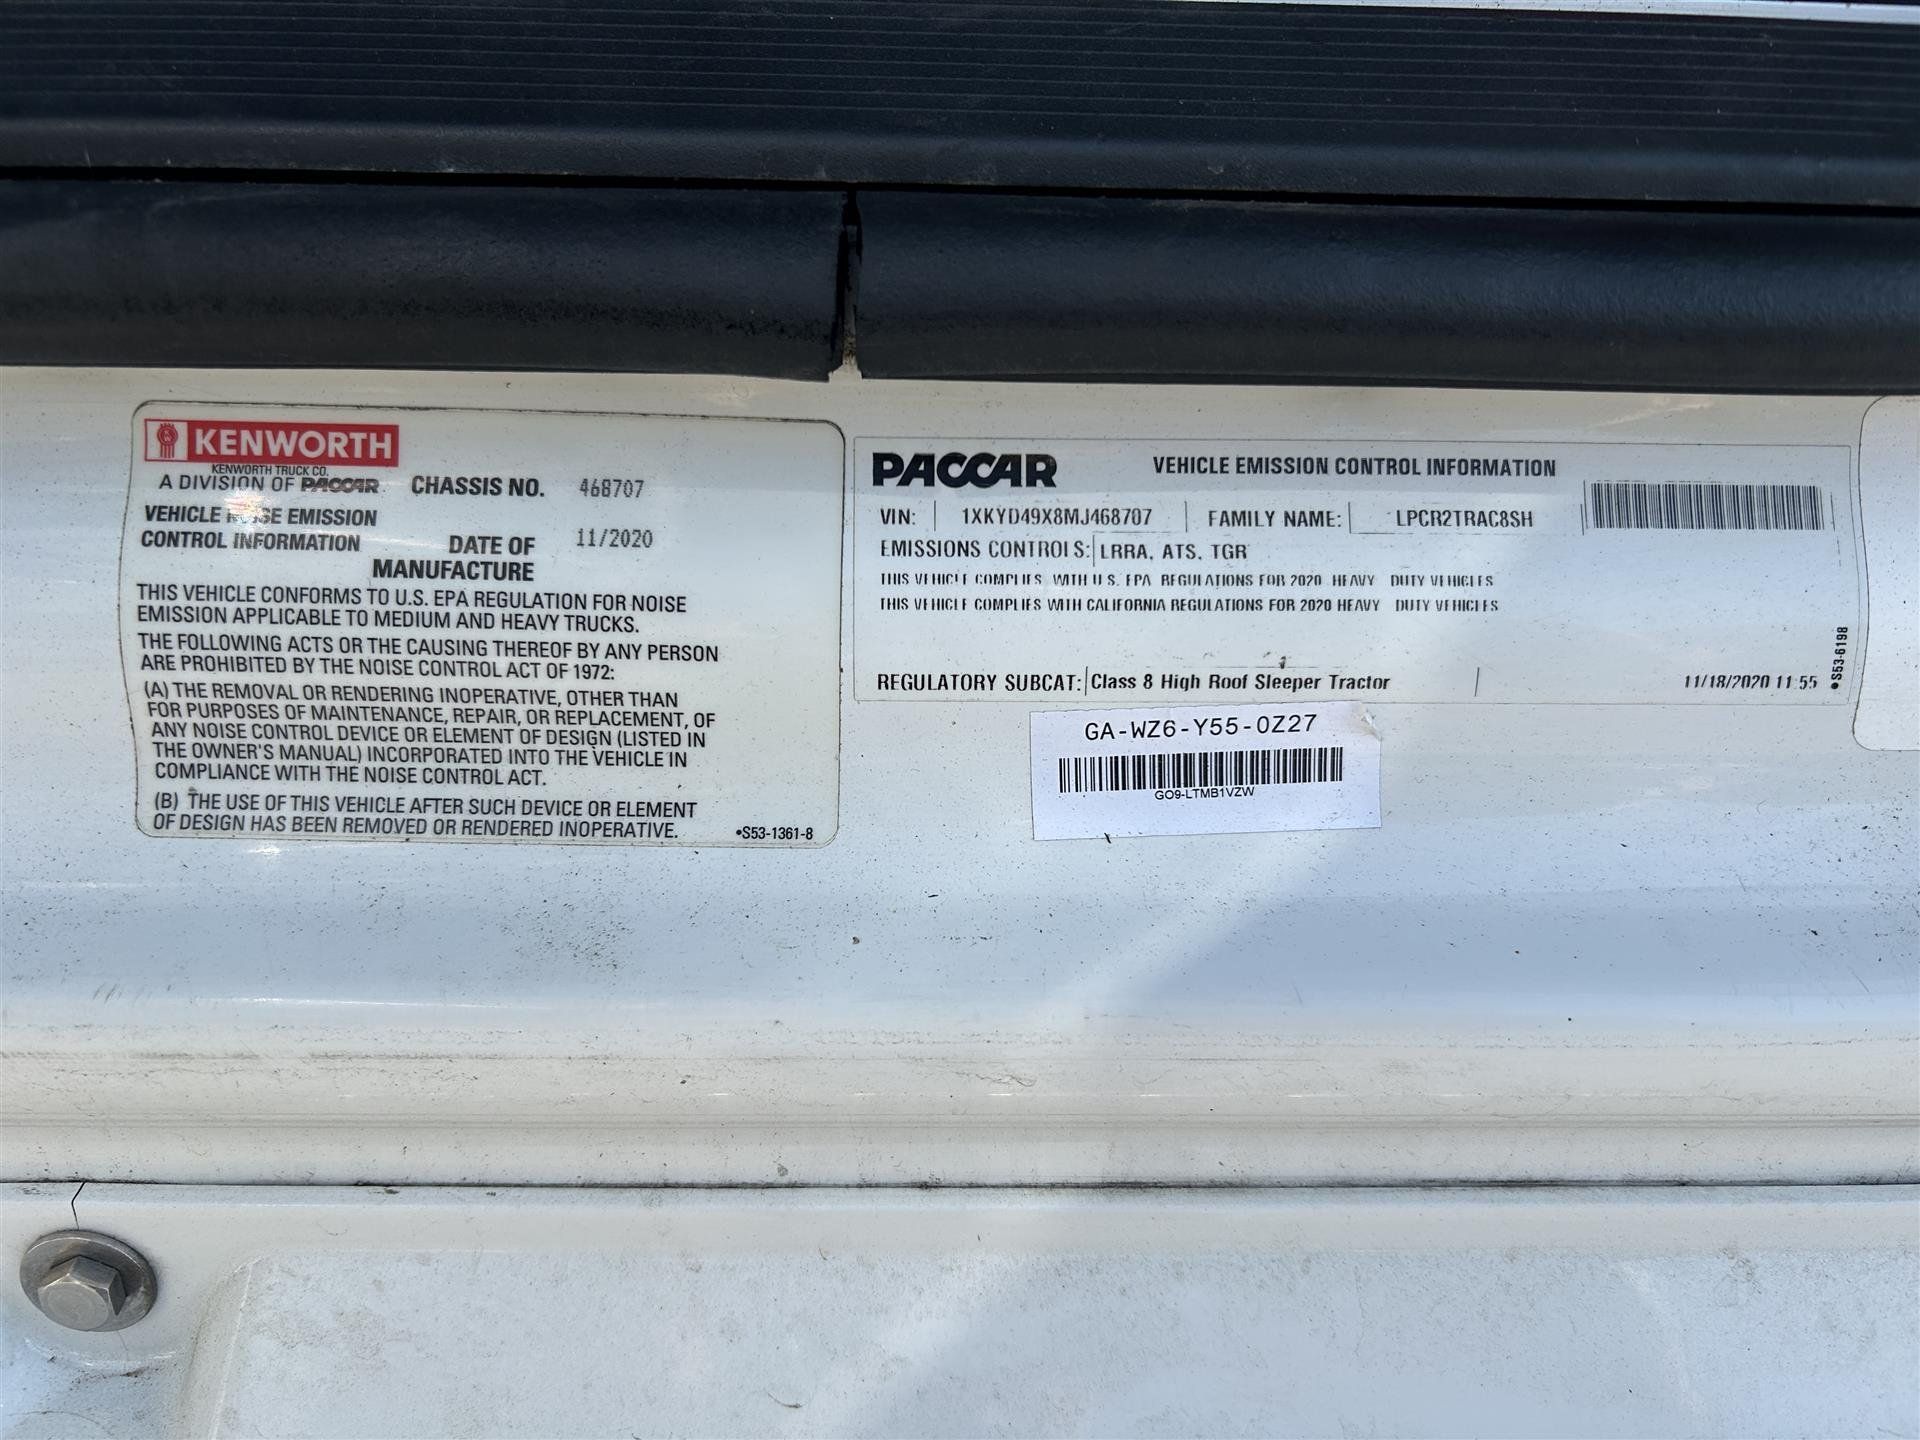 KENWORTH
KENWORTH TRUCK CO.
A DIVISION OF PACCAR
CHASSIS NO. 468707
VEHICLE NOISE EMISSION
CONTROL INFORMATION
DATE OF
MANUFACTURE
11/2020
THIS VEHICLE CONFORMS TO U.S. EPA REGULATION FOR NOISE
EMISSION APPLICABLE TO MEDIUM AND HEAVY TRUCKS.
THE FOLLOWING ACTS OR THE CAUSING THEREOF BY ANY PERSON
ARE PROHIBITED BY THE NOISE CONTROL ACT OF 1972:
(A) THE REMOVAL OR RENDERING INOPERATIVE, OTHER THAN
FOR PURPOSES OF MAINTENANCE, REPAIR, OR REPLACEMENT, OF
ANY NOISE CONTROL DEVICE OR ELEMENT OF DESIGN (LISTED IN
THE OWNER'S MANUAL) INCORPORATED INTO THE VEHICLE IN
COMPLIANCE WITH THE NOISE CONTROL ACT.
(B) THE USE OF THIS VEHICLE AFTER SUCH DEVICE OR ELEMENT
OF DESIGN HAS BEEN REMOVED OR RENDERED INOPERATIVE.
•S53-1361-8
PACCAR
VEHICLE EMISSION CONTROL INFORMATION
VIN: 1XKYD49X8MJ468707 FAMILY NAME: LPCR2TRAC8SH
EMISSIONS CONTROLS: LRRA, ATS, TGR
THIS VEHICLE COMPLIES WITH U.S. EPA REGULATIONS FOR 2020 HEAVY DUTY VEHICLES
THIS VEHICLE COMPLIES WITH CALIFORNIA REGULATIONS FOR 2020 HEAVY DUTY VEHICLES
REGULATORY SUBCAT: Class 8 High Roof Sleeper Tractor
11/18/2020 11:55
•S53-6198
GA-WZ6-Y55-0Z27
GO9-LTMB1VZW